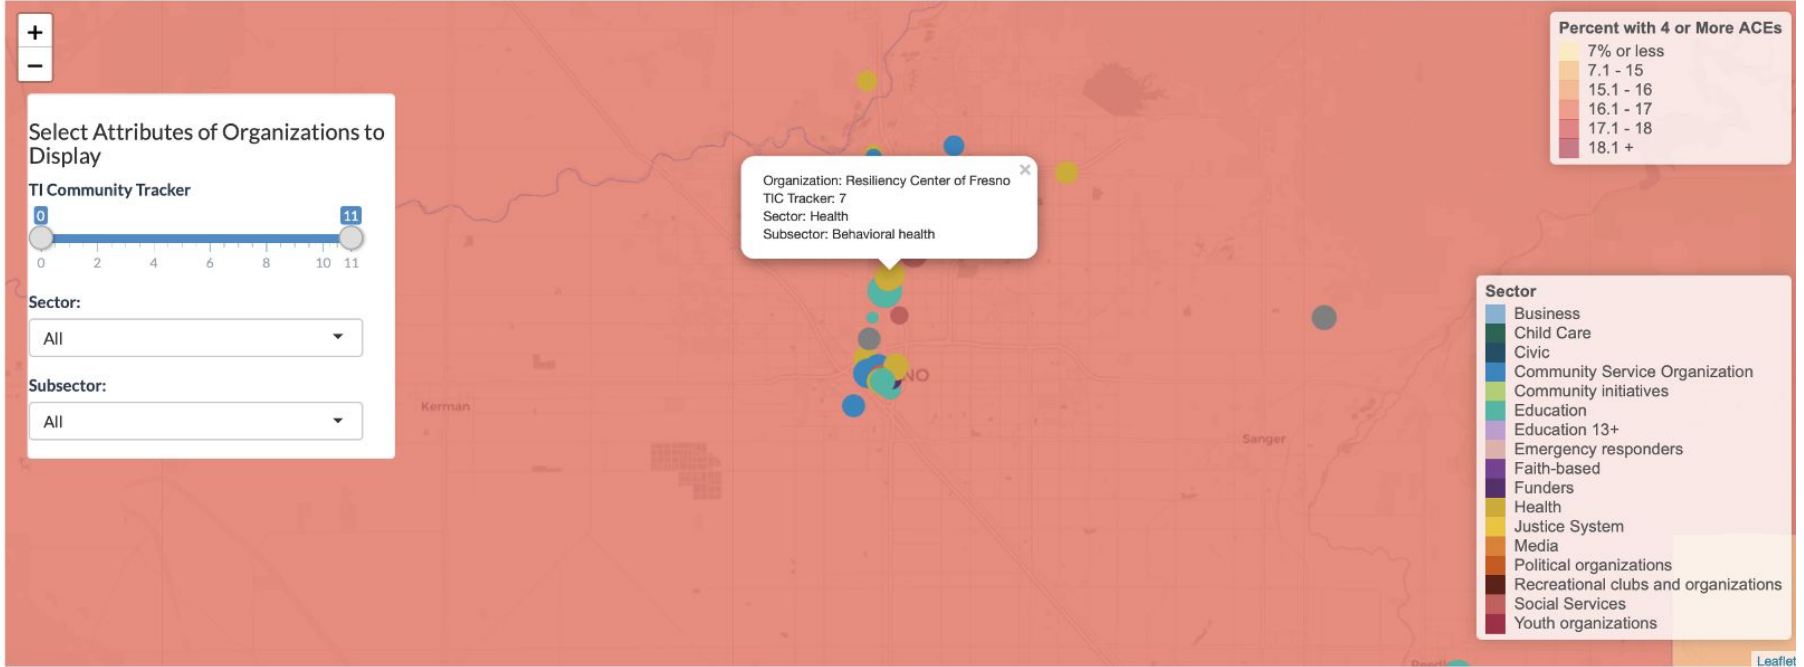 +
−
Select Attributes of Organizations to
Display
TI Community Tracker
0 11
0 2 4 6 8 10 11
Sector:
All
Subsector:
All
Organization: Resiliency Center of Fresno
TIC Tracker: 7
Sector: Health
Subsector: Behavioral health
×
NO
Kerman
Sanger
Percent with 4 or More ACEs
7% or less
7.1 - 15
15.1 - 16
16.1 - 17
17.1 - 18
18.1 +
Sector
Business
Child Care
Civic
Community Service Organization
Community initiatives
Education
Education 13+
Emergency responders
Faith-based
Funders
Health
Justice System
Media
Political organizations
Recreational clubs and organizations
Social Services
Youth organizations
Leaflet